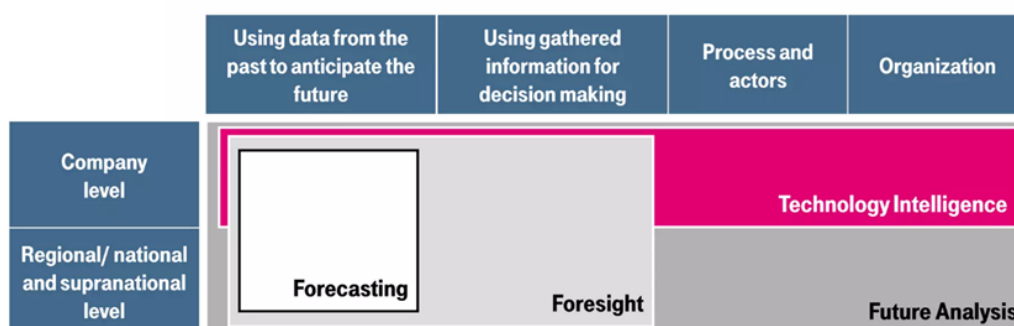 Using data from the
past to anticipate the
future
Using gathered
information for
decision making
Process and
actors
Organization
Company
level
Technology Intelligence
Regional/ national
and supranational
level
Forecasting
Foresight
Future Analysis